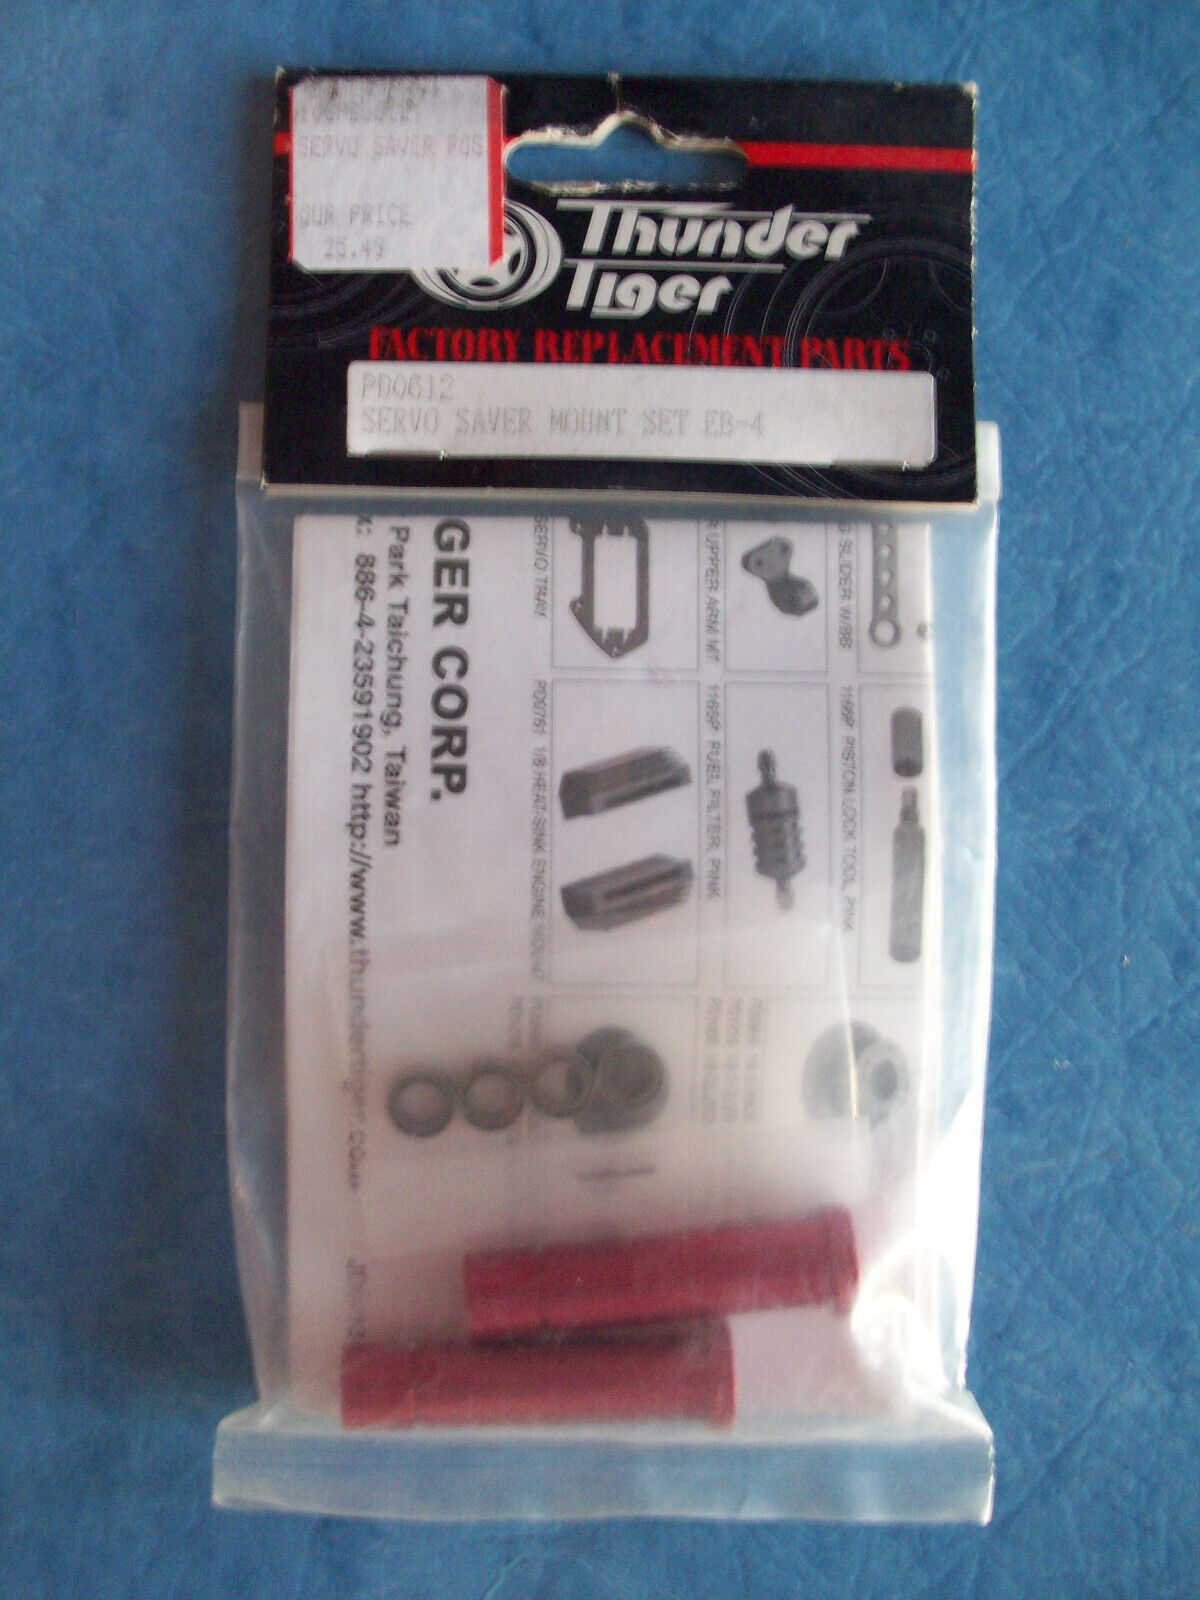 SERVO SAVER POS
OUR PRICE
25.49
Thunder
Tiger
FACTORY REPLACEMENT PARTS
PD0612
SERVO SAVER MOUNT SET EB-4
GER CORP.
Park Taichung, Taiwan
x: 886-4-23591902 http://www.thundertiger.com
SERVO TRAY
UPPER ARM MT
SLIDER W/BB
PD0761 1/8 HEAT-SINK ENGINE MOUNT
1166P FUEL FILTER, PINK
1169P PISTON LOCK TOOL, PINK